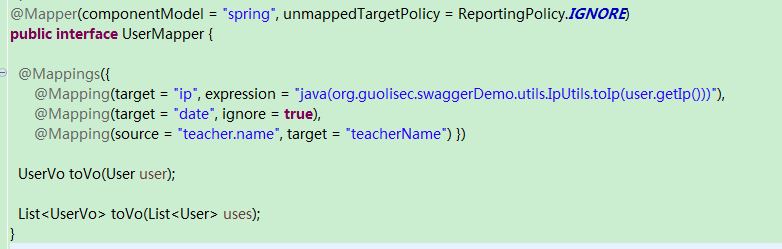 @Mapper(componentModel = "spring", unmappedTargetPolicy = ReportingPolicy.IGNORE)
public interface UserMapper {
@Mappings({
@Mapping(target = "ip", expression = "java(org.guolisec.swaggerDemo.utils.IpUtils.toIp(user.getIp()))"),
@Mapping(target = "date", ignore = true),
@Mapping(source = "teacher.name", target = "teacherName") })
UserVo toVo(User user);
List<UserVo> toVo(List<User> uses);
}